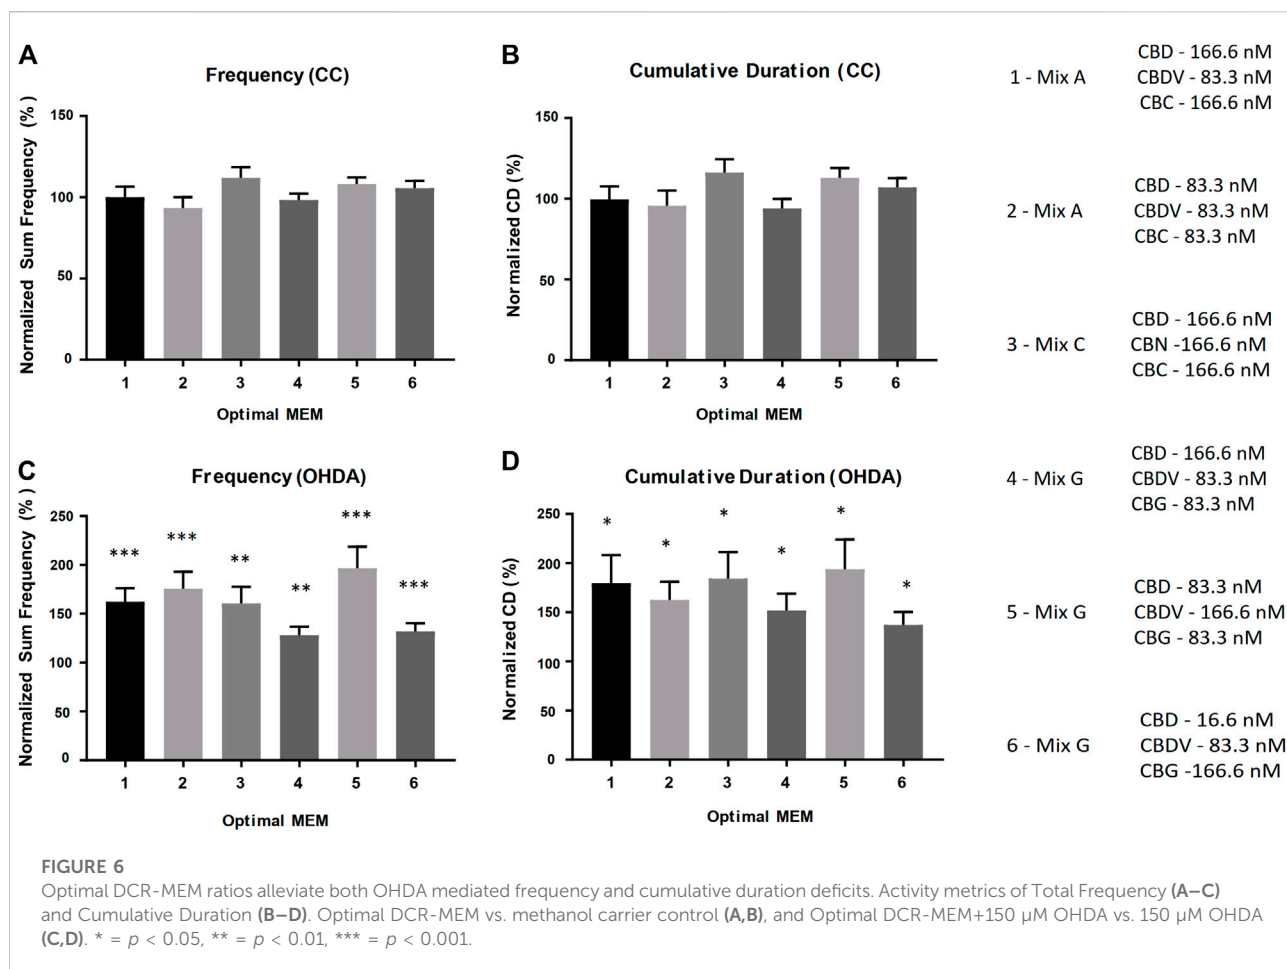 A
Frequency (CC)
Normalized Sum Frequency (%)
150
100
50
0
1 2 3 4 5 6
Optimal MEM
B
Cumulative Duration (CC)
Normalized CD (%)
150
100
50
0
1 2 3 4 5 6
Optimal MEM
C
Frequency (OHDA)
Normalized Sum Frequency (%)
250
200
150
100
50
0
*** *** ** ** *** ***
1 2 3 4 5 6
Optimal MEM
D
Cumulative Duration (OHDA)
Normalized CD (%)
250
200
150
100
50
0
* * * * * *
1 2 3 4 5 6
Optimal MEM
1 - Mix A
CBD - 166.6 nM
CBDV - 83.3 nM
CBC - 166.6 nM
2 - Mix A
CBD - 83.3 nM
CBDV - 83.3 nM
CBC - 83.3 nM
3 - Mix C
CBD - 166.6 nM
CBN -166.6 nM
CBC - 166.6 nM
4 - Mix G
CBD - 166.6 nM
CBDV - 83.3 nM
CBG - 83.3 nM
5 - Mix G
CBD - 83.3 nM
CBDV - 166.6 nM
CBG - 83.3 nM
6 - Mix G
CBD - 16.6 nM
CBDV - 83.3 nM
CBG -166.6 nM
FIGURE 6
Optimal DCR-MEM ratios alleviate both OHDA mediated frequency and cumulative duration deficits. Activity metrics of Total Frequency (A–C)
and Cumulative Duration (B–D). Optimal DCR-MEM vs. methanol carrier control (A,B), and Optimal DCR-MEM+150 µM OHDA vs. 150 µM OHDA
(C,D). * = p < 0.05, ** = p < 0.01, *** = p < 0.001.